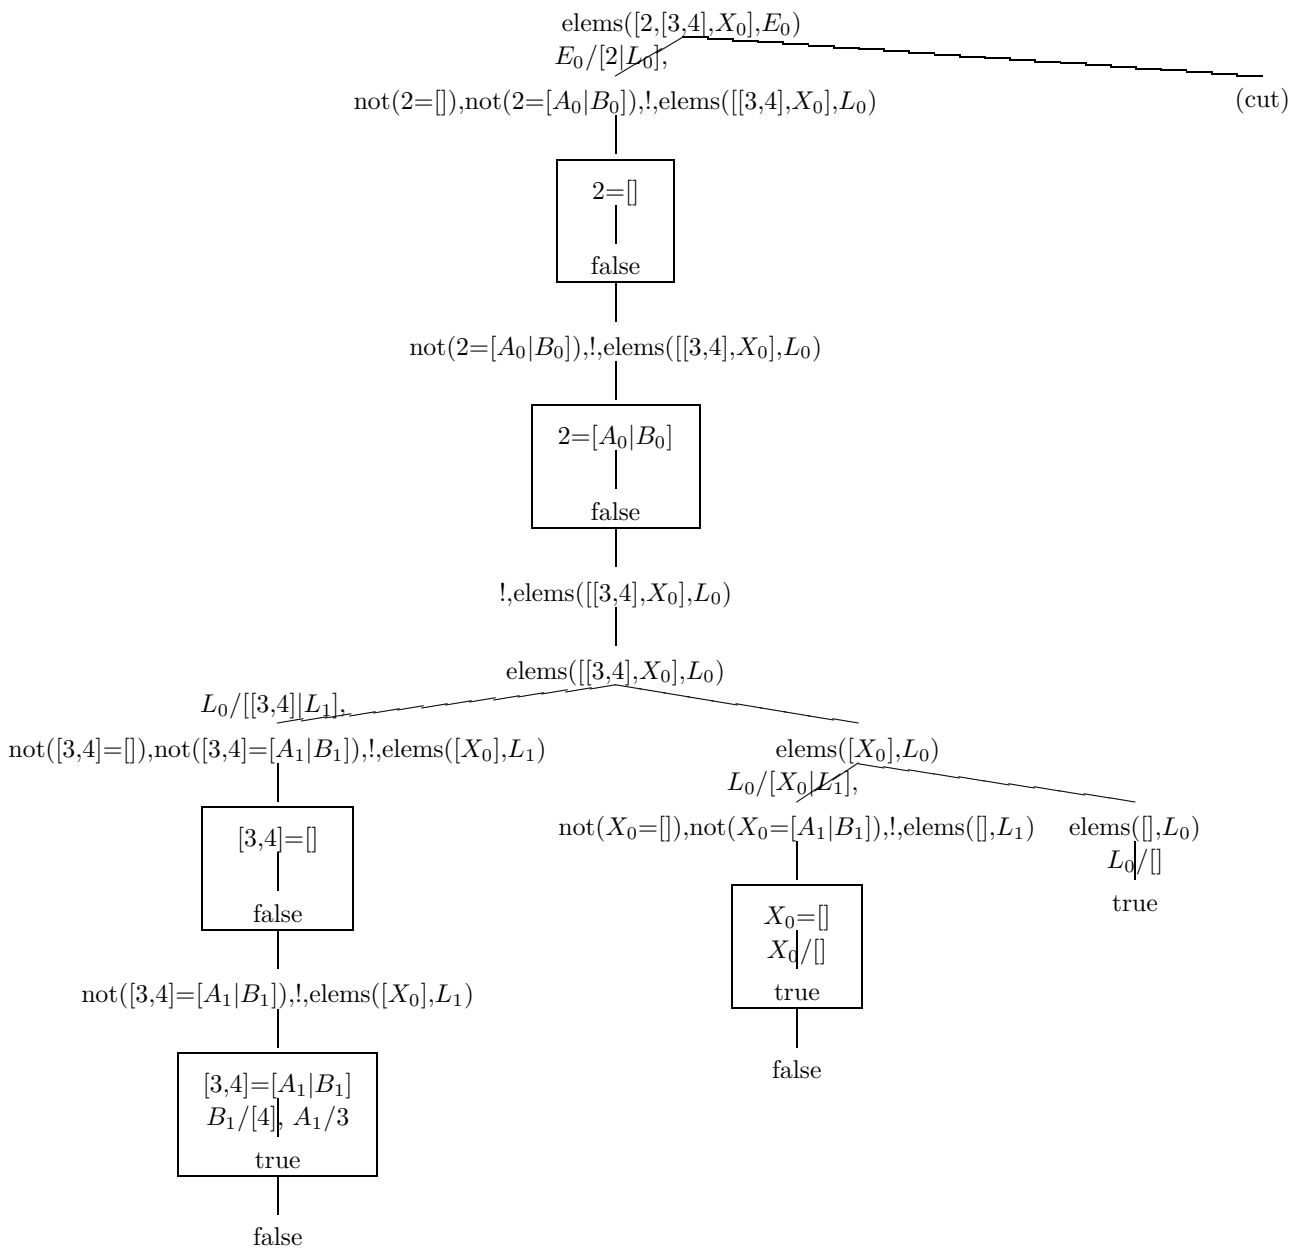 elems([2,[3,4],X₀],E₀)
E₀/[2|L₀],
not(2=[]),not(2=[A₀|B₀]),!,elems([[3,4],X₀],L₀)
(cut)
2=[]
false
not(2=[A₀|B₀]),!,elems([[3,4],X₀],L₀)
2=[A₀|B₀]
false
!,elems([[3,4],X₀],L₀)
elems([[3,4],X₀],L₀)
L₀/[[3,4]|L₁],
not([3,4]=[]),not([3,4]=[A₁|B₁]),!,elems([X₀],L₁)
elems([X₀],L₀)
L₀/[X₀|L₁],
not(X₀=[]),not(X₀=[A₁|B₁]),!,elems([],L₁)
elems([],L₀)
L₀/[]
true
[3,4]=[]
false
X₀=[]
X₀/[]
true
false
not([3,4]=[A₁|B₁]),!,elems([X₀],L₁)
[3,4]=[A₁|B₁]
B₁/[4], A₁/3
true
false